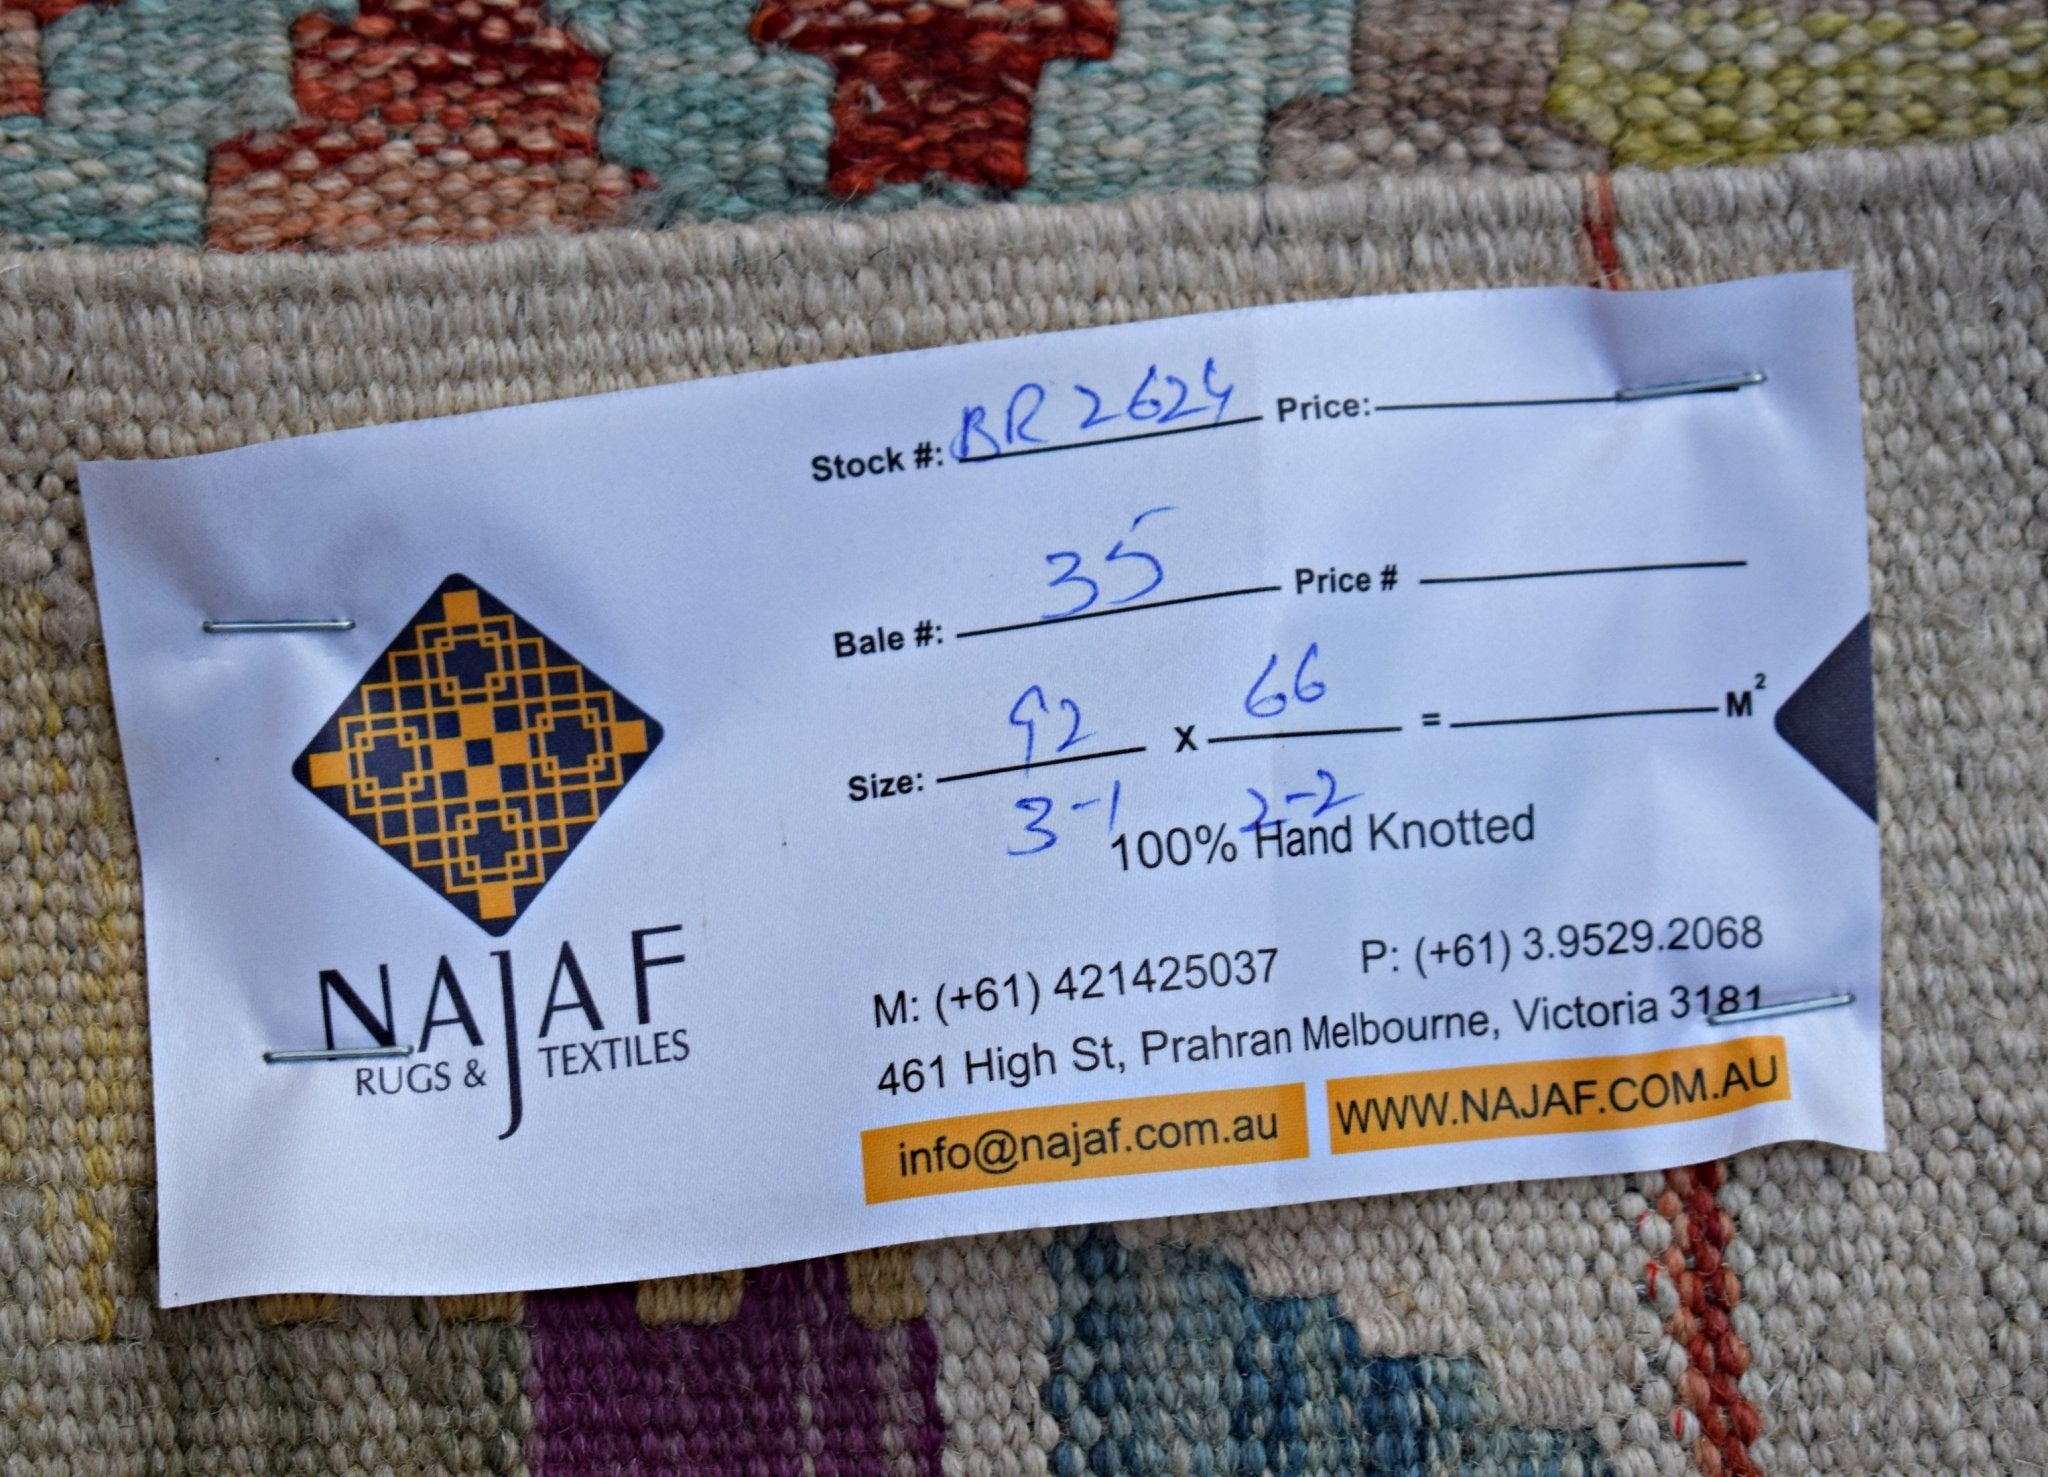 Stock #: BR 2624 Price:
Bale #: 35 Price #
Size: 92 x 66 = M²
3-1 2-2
100% Hand Knotted
NAJAF
RUGS & TEXTILES
M: (+61) 421425037 P: (+61) 3.9529.2068
461 High St, Prahran Melbourne, Victoria 3181
info@najaf.com.au WWW.NAJAF.COM.AU